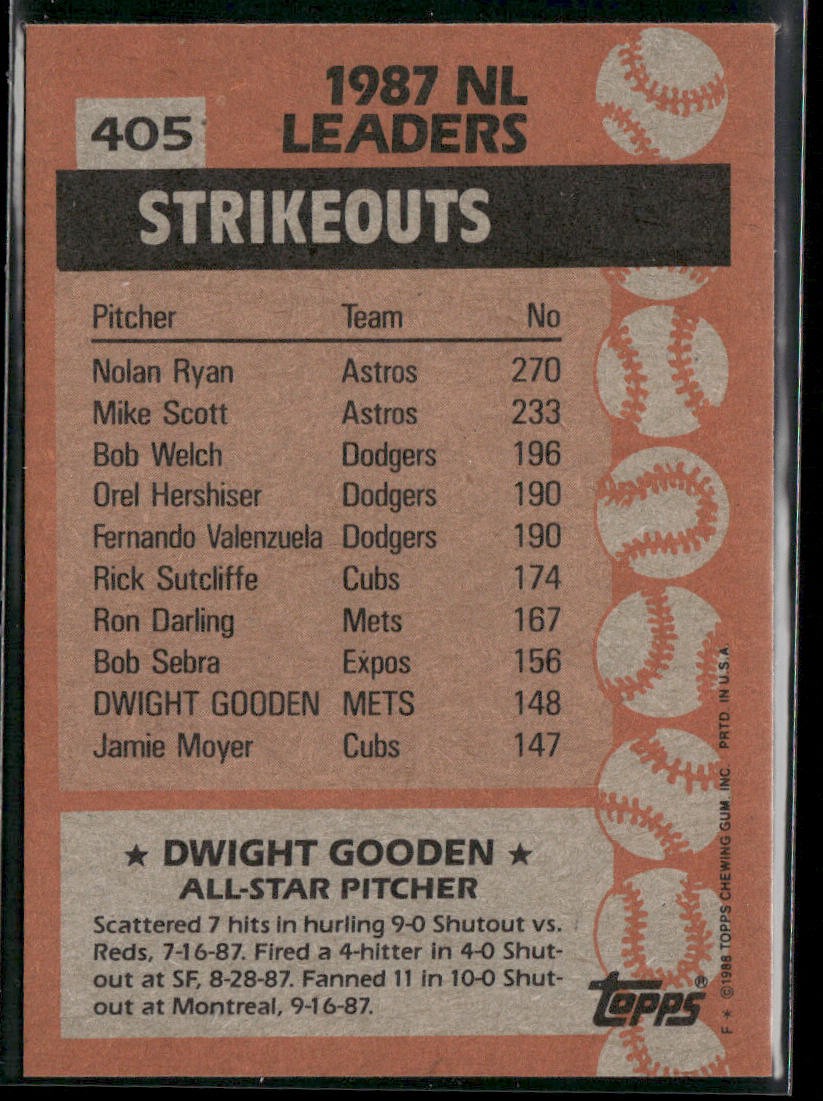 405
1987 NL
LEADERS
STRIKEOUTS
Pitcher Team No
Nolan Ryan Astros 270
Mike Scott Astros 233
Bob Welch Dodgers 196
Orel Hershiser Dodgers 190
Fernando Valenzuela Dodgers 190
Rick Sutcliffe Cubs 174
Ron Darling Mets 167
Bob Sebra Expos 156
DWIGHT GOODEN METS 148
Jamie Moyer Cubs 147
★ DWIGHT GOODEN ★
ALL-STAR PITCHER
Scattered 7 hits in hurling 9-0 Shutout vs.
Reds, 7-16-87. Fired a 4-hitter in 4-0 Shut-
out at SF, 8-28-87. Fanned 11 in 10-0 Shut-
out at Montreal, 9-16-87.
topps®
F ★ ©1988 TOPPS CHEWING GUM. INC. PRTD IN U.S.A.